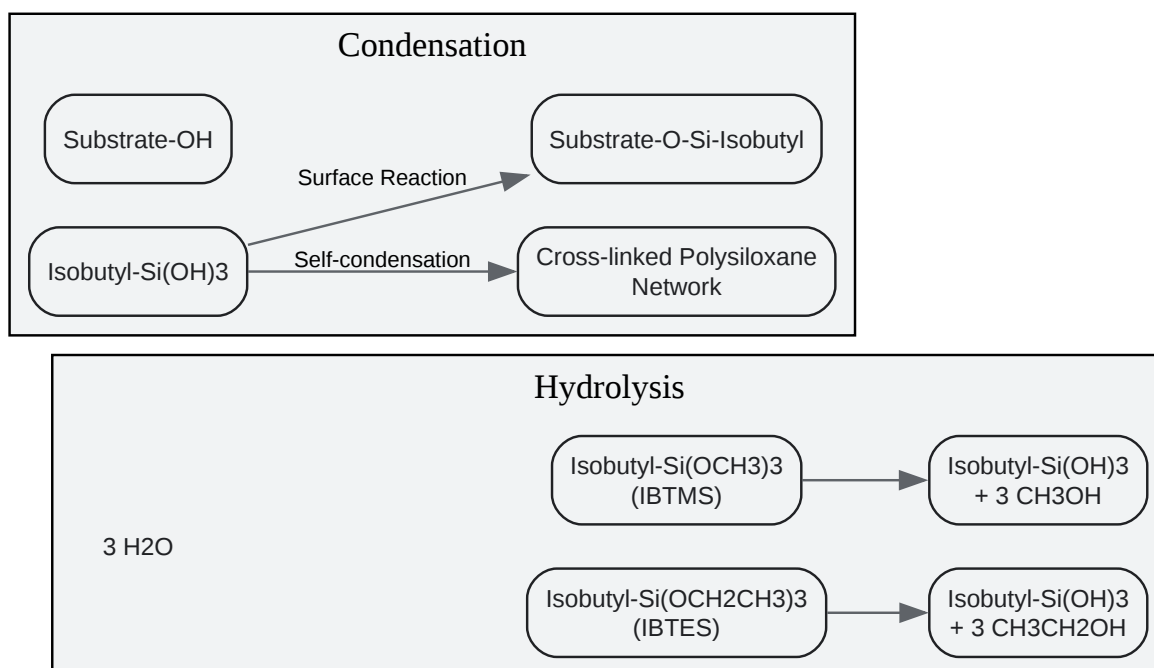 Condensation
Substrate-OH
Substrate-O-Si-Isobutyl
Surface Reaction
Isobutyl-Si(OH)3
Self-condensation
Cross-linked Polysiloxane
Network
Hydrolysis
Isobutyl-Si(OCH3)3
(IBTMS)
Isobutyl-Si(OH)3
+ 3 CH3OH
3 H2O
Isobutyl-Si(OCH2CH3)3
(IBTES)
Isobutyl-Si(OH)3
+ 3 CH3CH2OH